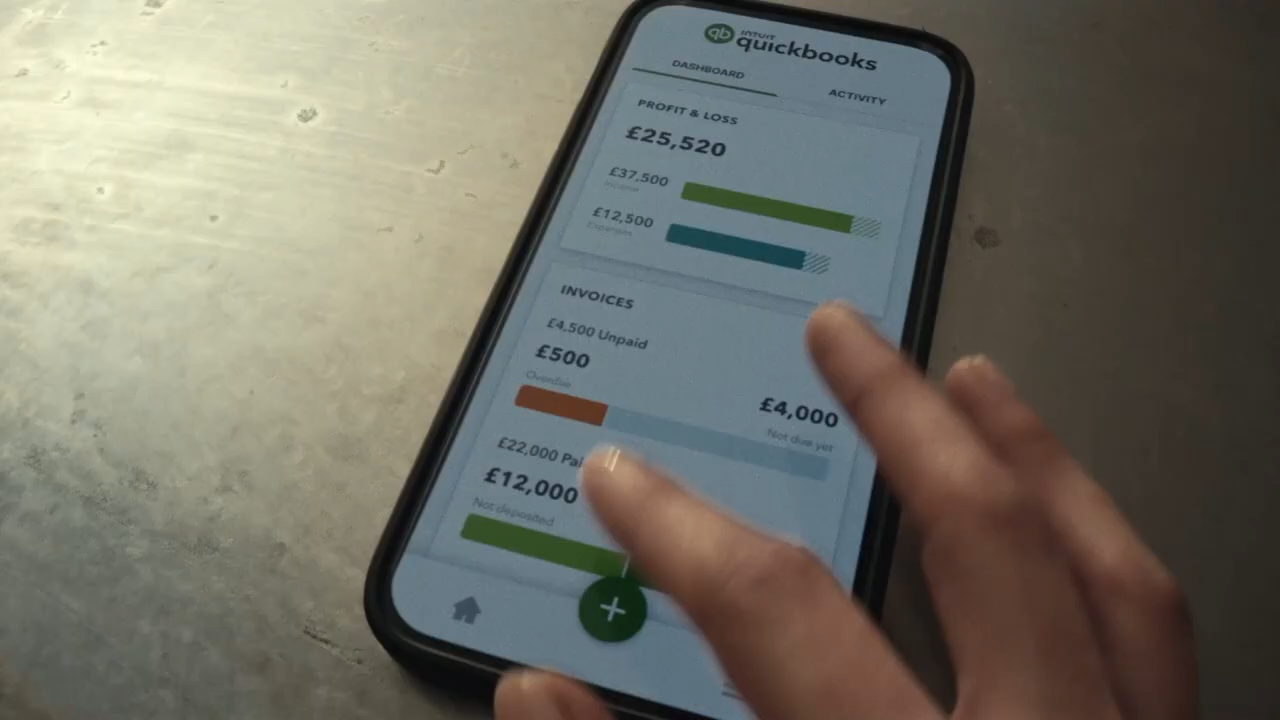 qb INTUIT
quickbooks
DASHBOARD
ACTIVITY
PROFIT & LOSS
£25,520
£37,500
Income
£12,500
Expenses
INVOICES
£4,500 Unpaid
£500
Overdue
£4,000
Not due yet
£22,000
£12,000
Not deposited